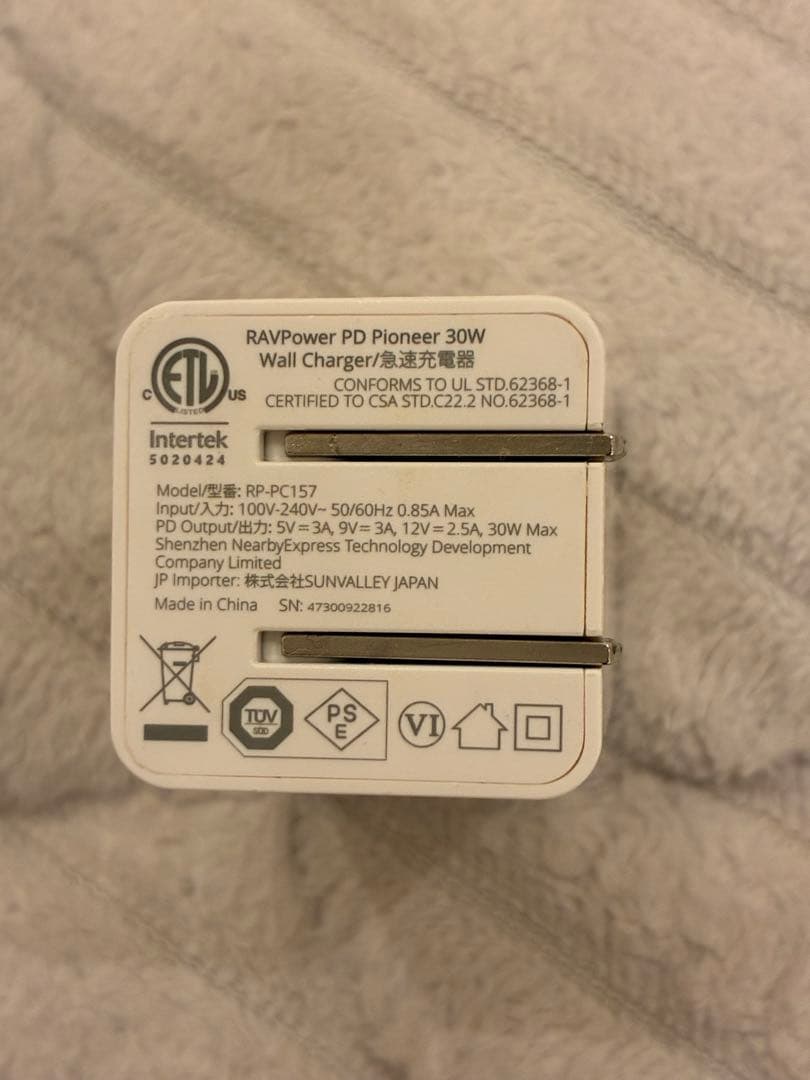 RAVPower PD Pioneer 30W
Wall Charger/急速充電器
CONFORMS TO UL STD.62368-1
CERTIFIED TO CSA STD.C22.2 NO.62368-1
C ETL US
LISTED
Intertek
5020424
Model/型番: RP-PC157
Input/入力: 100V-240V~ 50/60Hz 0.85A Max
PD Output/出力: 5V⎓3A, 9V⎓3A, 12V⎓2.5A, 30W Max
Shenzhen NearbyExpress Technology Development
Company Limited
JP Importer: 株式会社SUNVALLEY JAPAN
Made in China SN: 47300922816
TÜV
SÜD
PS
E
VI